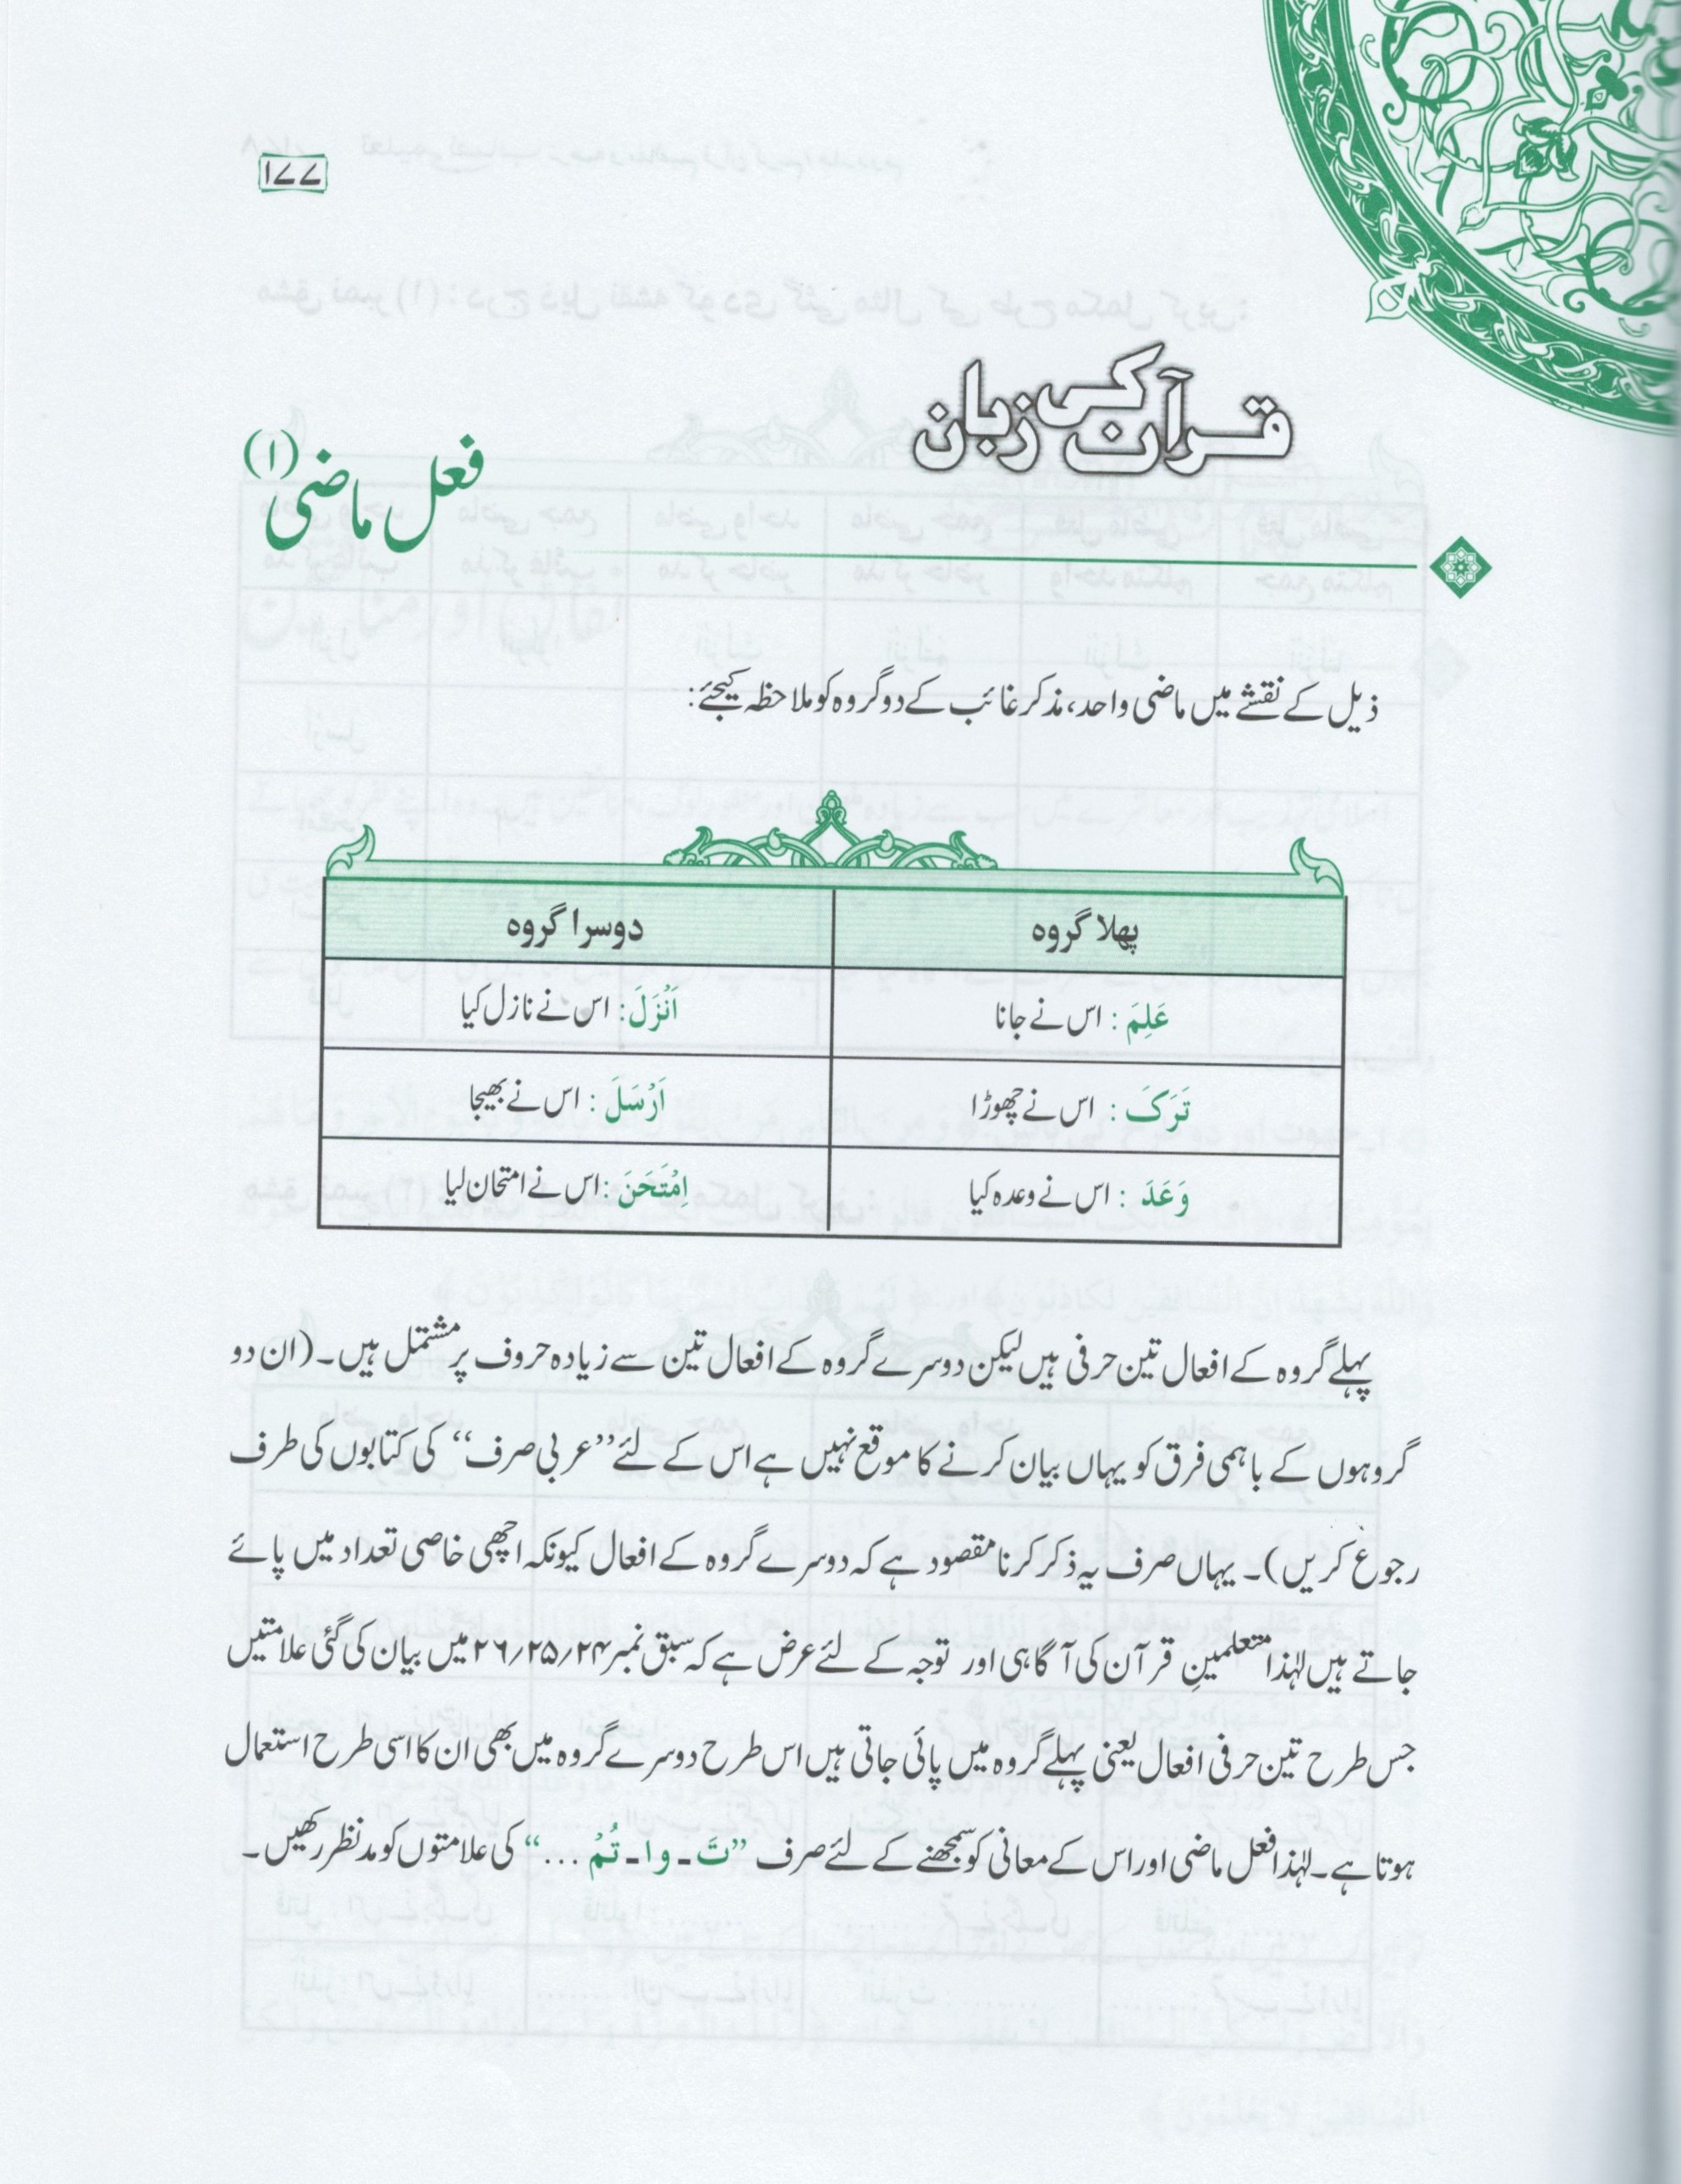 ۱۷۷
قرآن کی زبان
فعل ماضی (۱)
ذیل کے نقشے میں ماضی واحد، مذکر غائب کے دو گروہ کو ملاحظہ کیجئے:
پھلا گروہ
دوسرا گروہ
عَلِمَ : اس نے جانا
اَنْزَلَ: اس نے نازل کیا
تَرَکَ : اس نے چھوڑا
اَرْسَلَ : اس نے بھیجا
وَعَدَ : اس نے وعدہ کیا
اِمْتَحَنَ : اس نے امتحان لیا
پہلے گروہ کے افعال تین حرفی ہیں لیکن دوسرے گروہ کے افعال تین سے زیادہ حروف پر مشتمل ہیں۔ (ان دو
گروہوں کے باہمی فرق کو یہاں بیان کرنے کا موقع نہیں ہے اس کے لئے ”عربی صرف“ کی کتابوں کی طرف
رجوع کریں)۔ یہاں صرف یہ ذکر کرنا مقصود ہے کہ دوسرے گروہ کے افعال کیونکہ اچھی خاصی تعداد میں پائے
جاتے ہیں لہٰذا متعلمینِ قرآن کی آگاہی اور توجہ کے لئے عرض ہے کہ سبق نمبر ۲۴/۲۵/۲۶ میں بیان کی گئی علامتیں
جس طرح تین حرفی افعال یعنی پہلے گروہ میں پائی جاتی ہیں اس طرح دوسرے گروہ میں بھی ان کا اسی طرح استعمال
ہوتا ہے۔ لہٰذا فعل ماضی اور اس کے معانی کو سمجھنے کے لئے صرف ”تَ ـ وا ـ تُمْ ...“ کی علامتوں کو مد نظر رکھیں۔